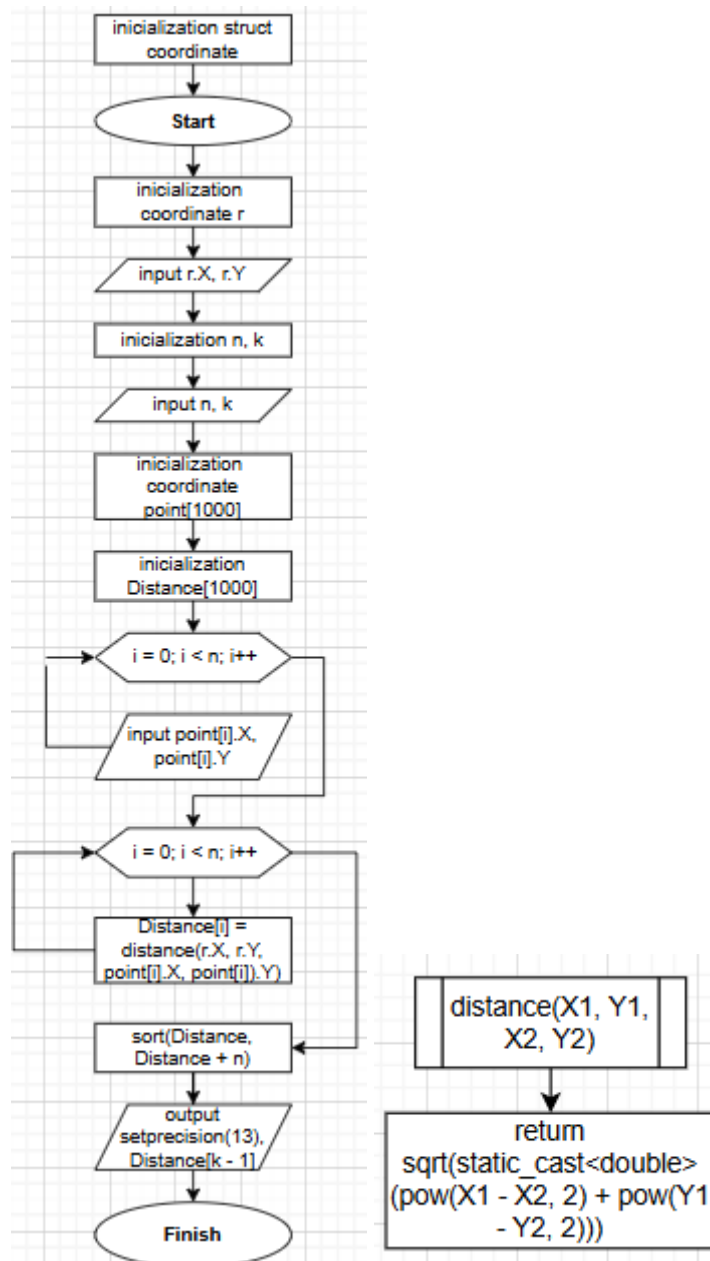 inicialization struct
coordinate
Start
inicialization
coordinate r
input r.X, r.Y
inicialization n, k
input n, k
inicialization
coordinate
point[1000]
inicialization
Distance[1000]
i = 0; i < n; i++
input point[i].X,
point[i].Y
i = 0; i < n; i++
Distance[i] =
distance(r.X, r.Y,
point[i].X, point[i]).Y)
sort(Distance,
Distance + n)
output
setprecision(13),
Distance[k - 1]
Finish
distance(X1, Y1,
X2, Y2)
return
sqrt(static_cast<double>
(pow(X1 - X2, 2) + pow(Y1
- Y2, 2)))